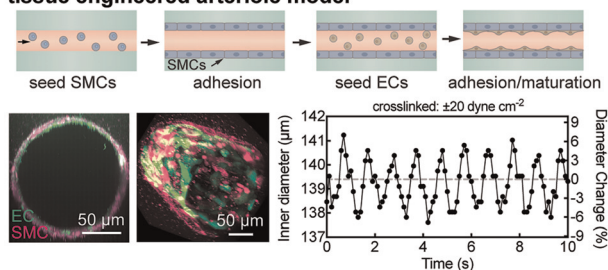 tissue engineered arteriole model
seed SMCs
adhesion
SMCs
seed ECs
adhesion/maturation
EC
SMC
50 µm
50 µm
crosslinked: ±20 dyne cm-2
Inner diameter (µm)
142
141
140
139
138
137
0
2
4
6
8
10
Time (s)
9
6
3
0
-3
-6
-9
Diameter
Change (%)